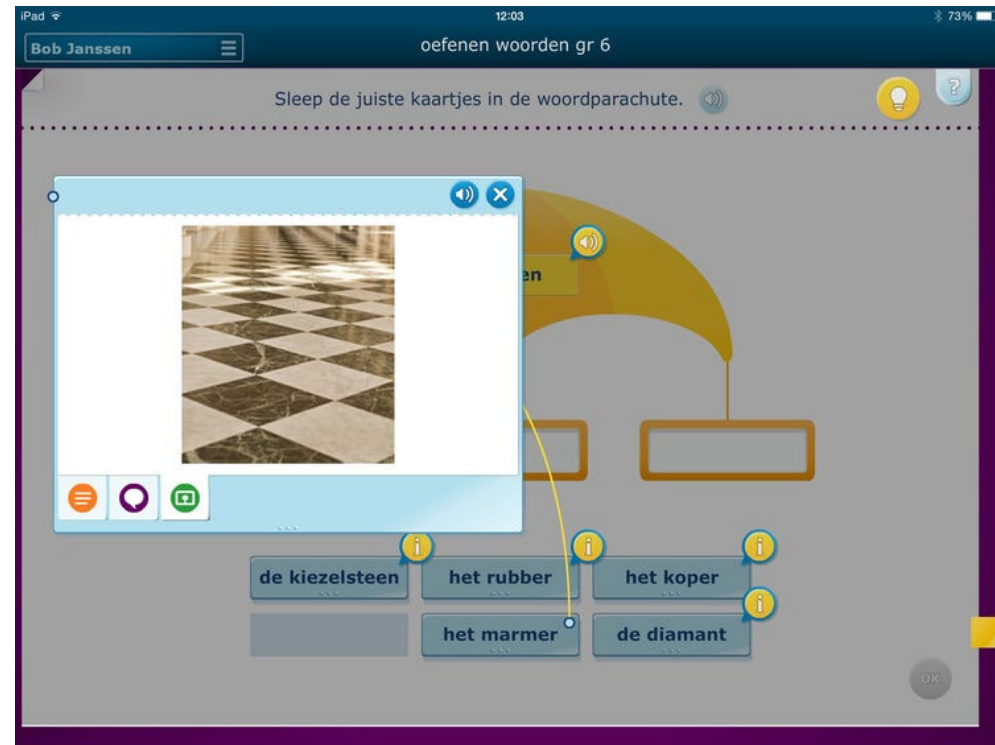 iPad 12:03 73%
Bob Janssen
oefenen woorden gr 6
Sleep de juiste kaartjes in de woordparachute.
?
en
de kiezelsteen
het rubber
het koper
het marmer
de diamant
OK